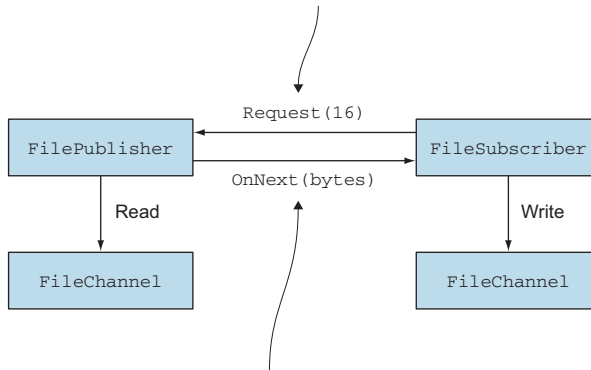 Request(16)
FilePublisher
FileSubscriber
OnNext(bytes)
Read
Write
FileChannel
FileChannel